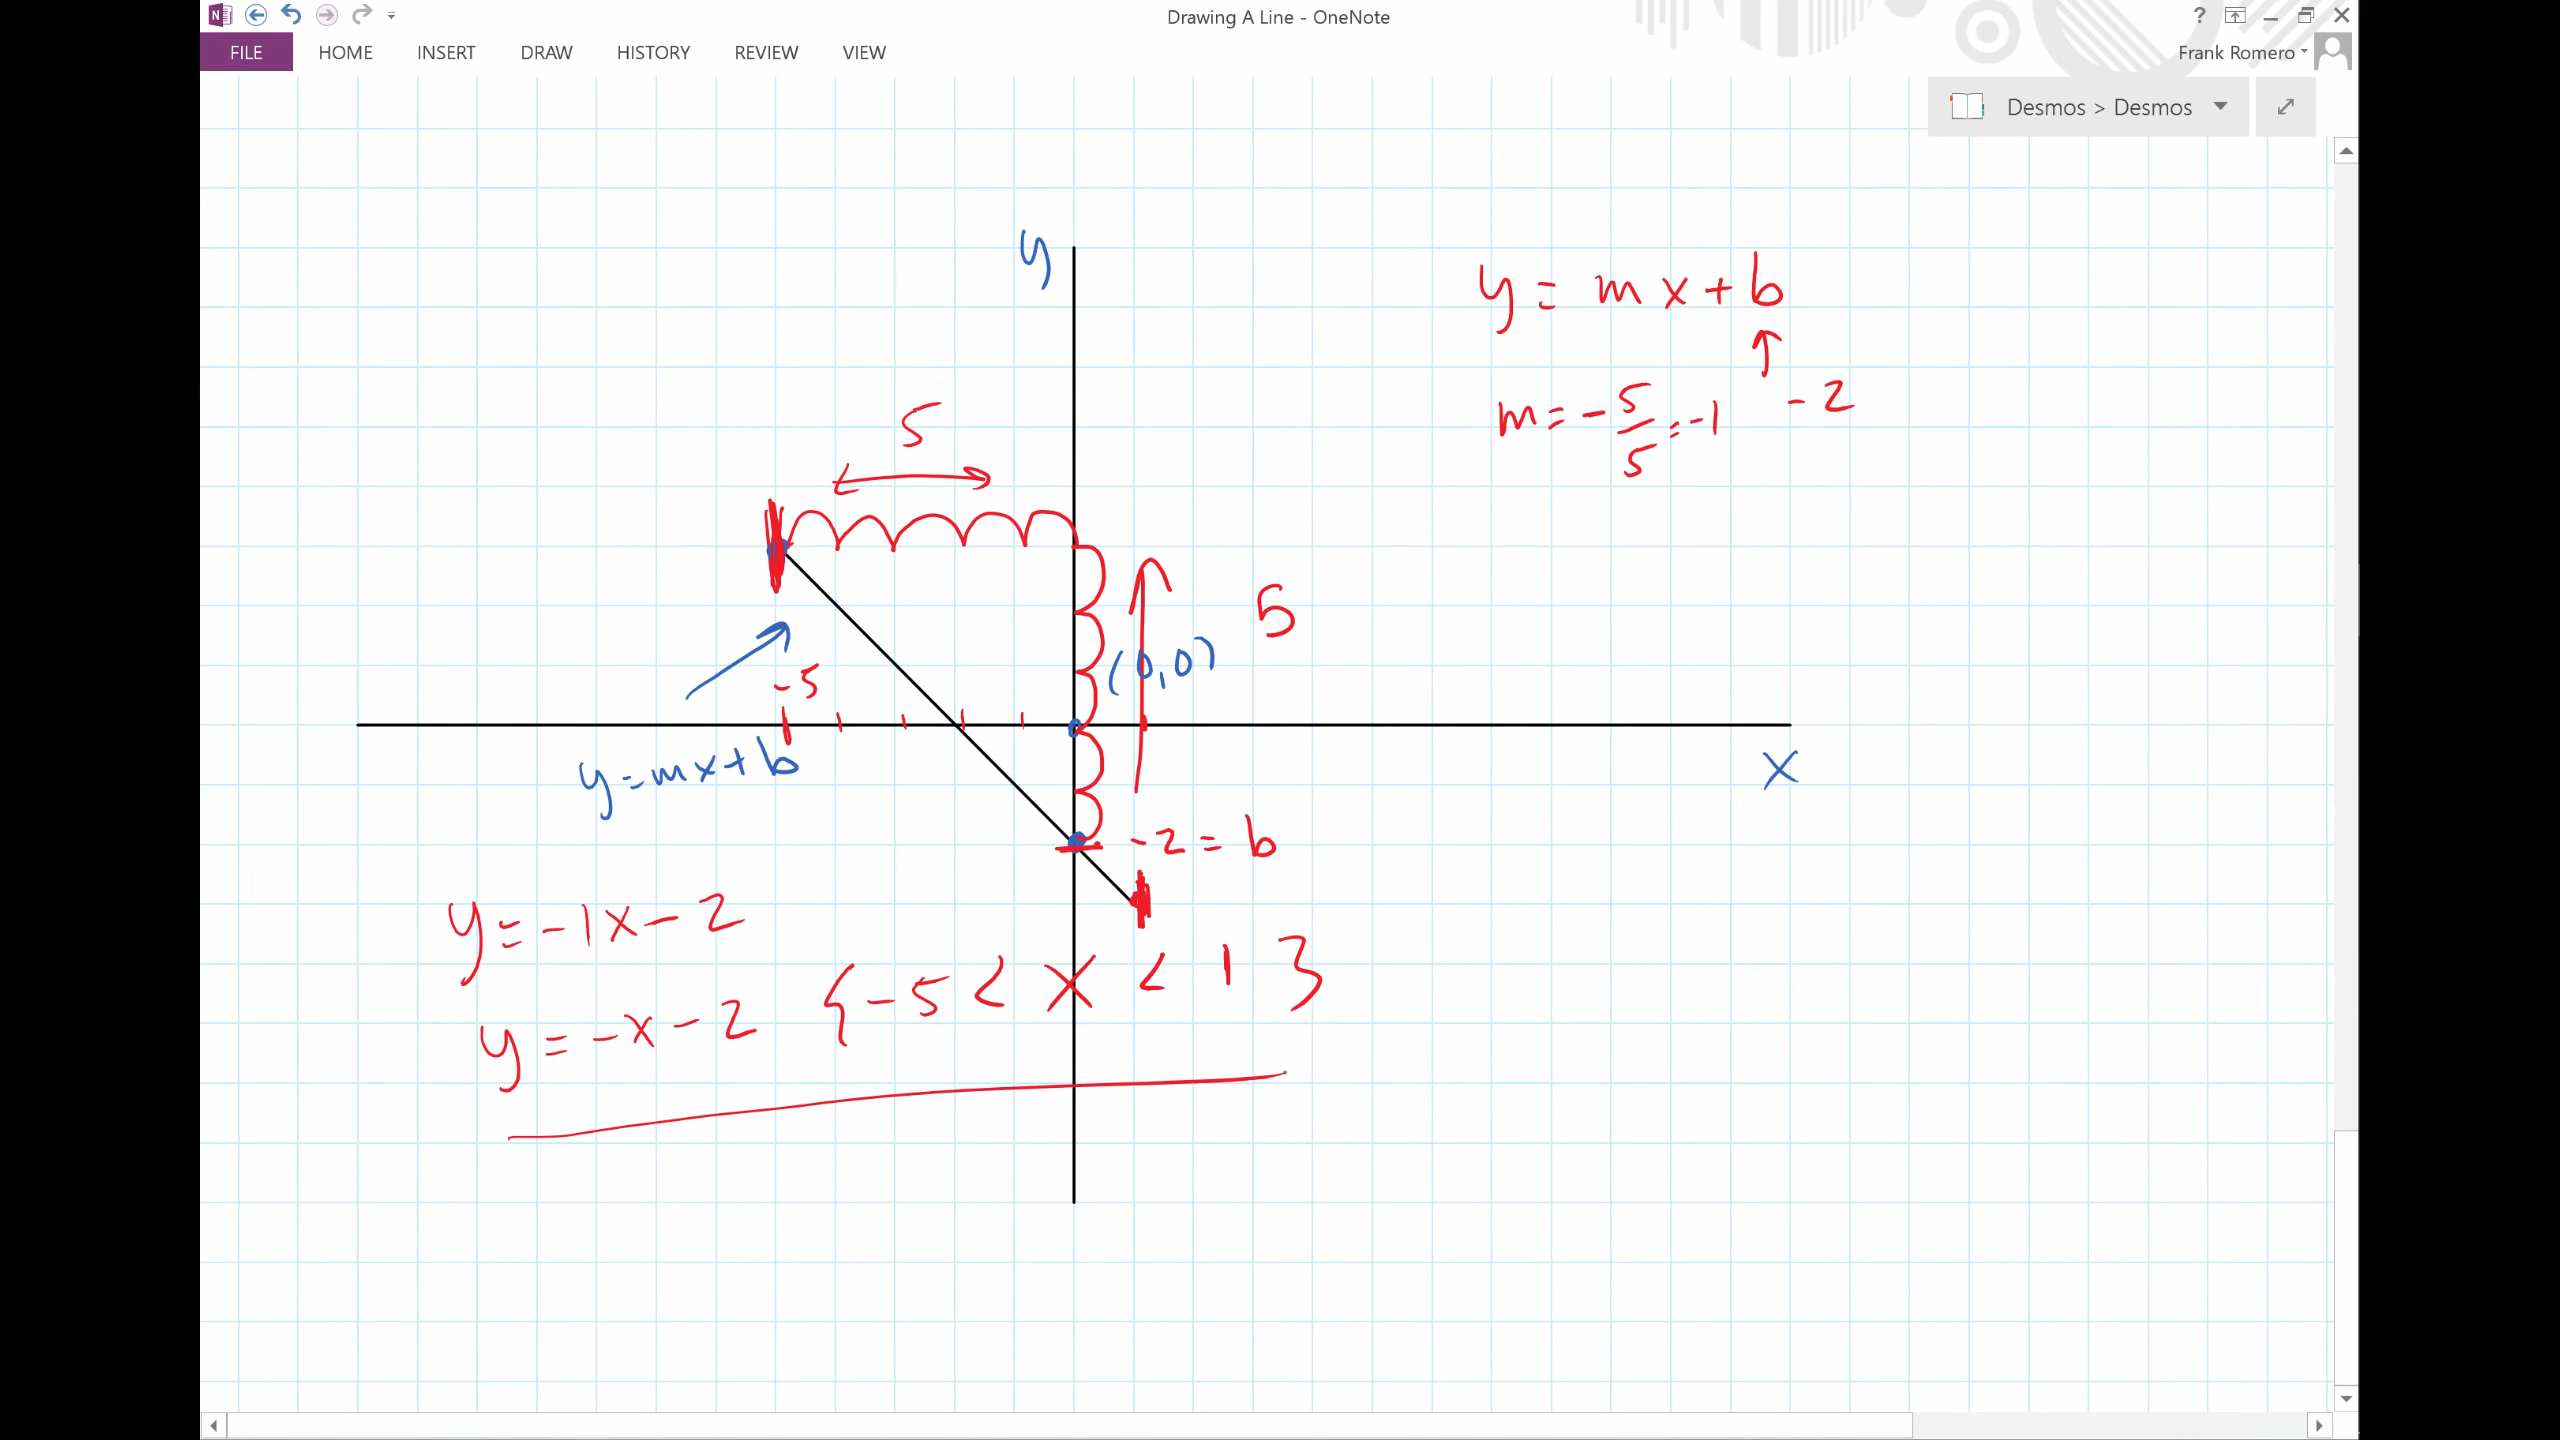 Drawing A Line - OneNote
?
FILE HOME INSERT DRAW HISTORY REVIEW VIEW
Frank Romero
Desmos > Desmos
y
y = mx+b
-2
m = -5/5 = -1
5
5
(0,0)
-5
y=mx+b
x
-2 = b
y = -1x - 2
y = -x - 2 {-5 < x < 1}